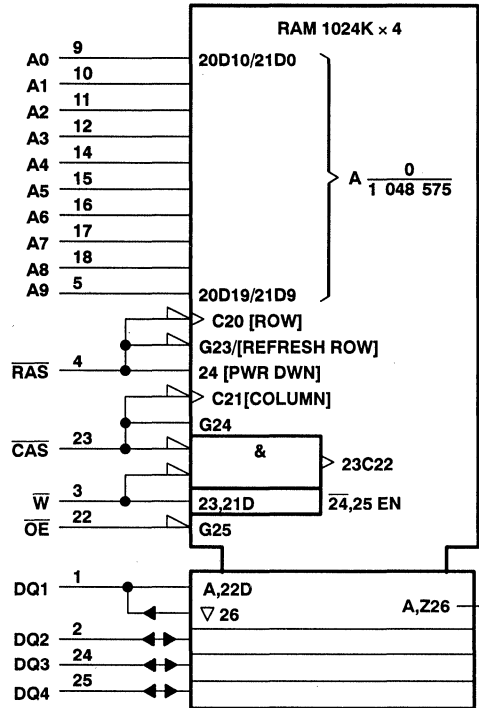 RAM 1024K × 4
A0 9 20D10/21D0
A1 10
A2 11
A3 12
A4 14
A 0
1 048 575
A5 15
A6 16
A7 17
A8 18
A9 5 20D19/21D9
C20 [ROW]
G23/[REFRESH ROW]
RAS 4 24 [PWR DWN]
C21[COLUMN]
G24
CAS 23 & 23C22
W 3 23,21D 24,25 EN
OE 22 G25
DQ1 1 A,22D
▽ 26 A,Z26
DQ2 2
DQ3 24
DQ4 25